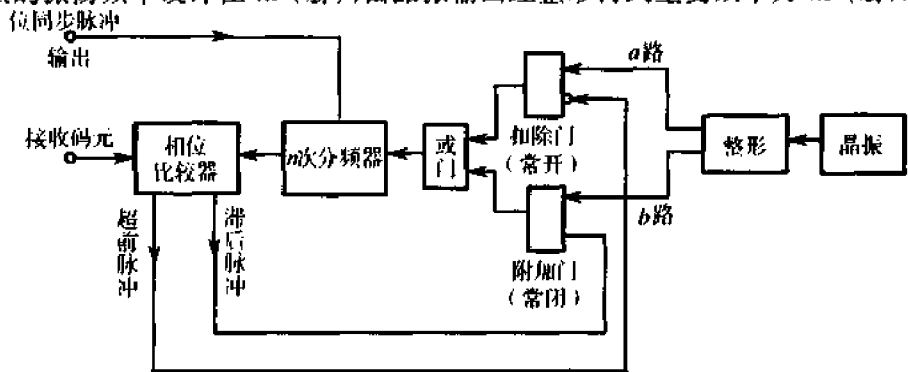 位同步脉冲
输出
接收码元
相位
比较器
n次分频器
或
门
扣除门
(常开)
附加门
(常闭)
a路
b路
整形
晶振
超前脉冲
滞后脉冲